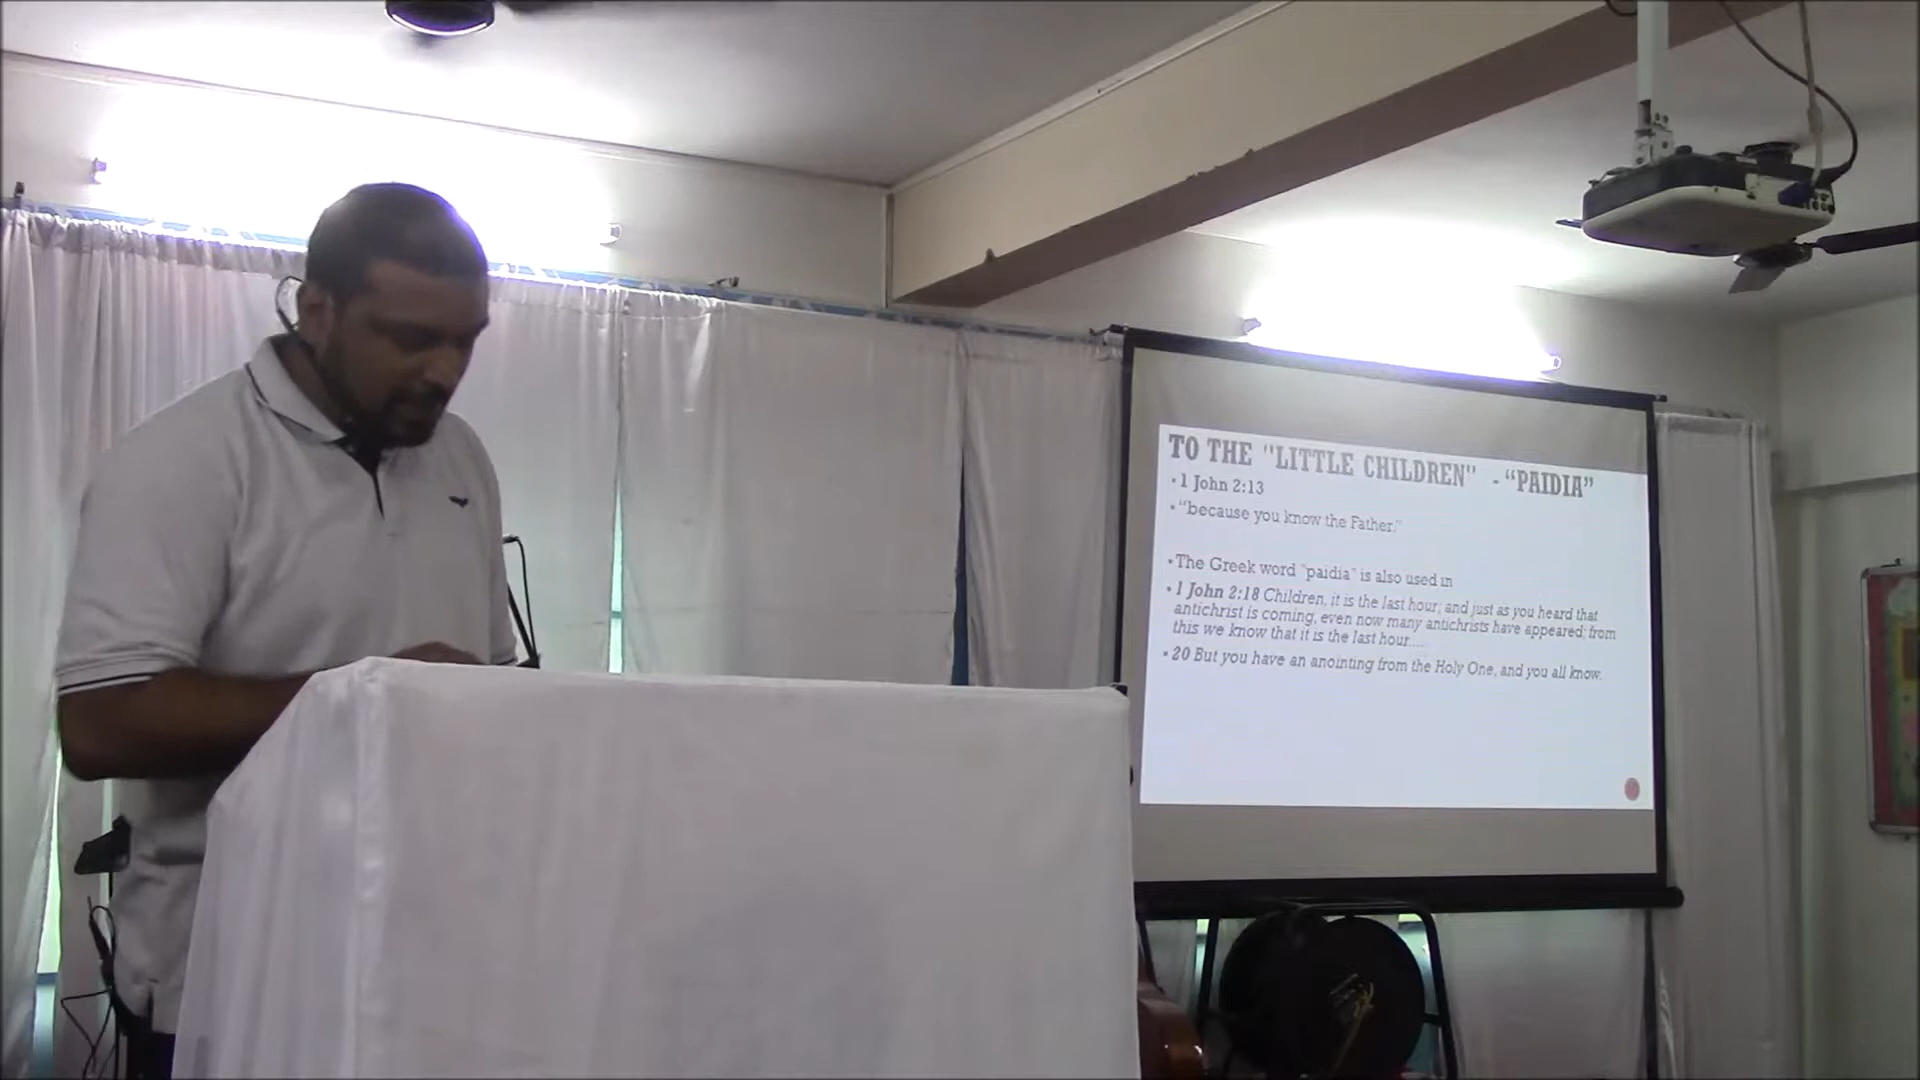 TO THE "LITTLE CHILDREN" - “PAIDIA”
• 1 John 2:13
• “because you know the Father.”
• The Greek word "paidia" is also used in
• 1 John 2:18 Children, it is the last hour; and just as you heard that
antichrist is coming, even now many antichrists have appeared; from
this we know that it is the last hour....
• 20 But you have an anointing from the Holy One, and you all know.